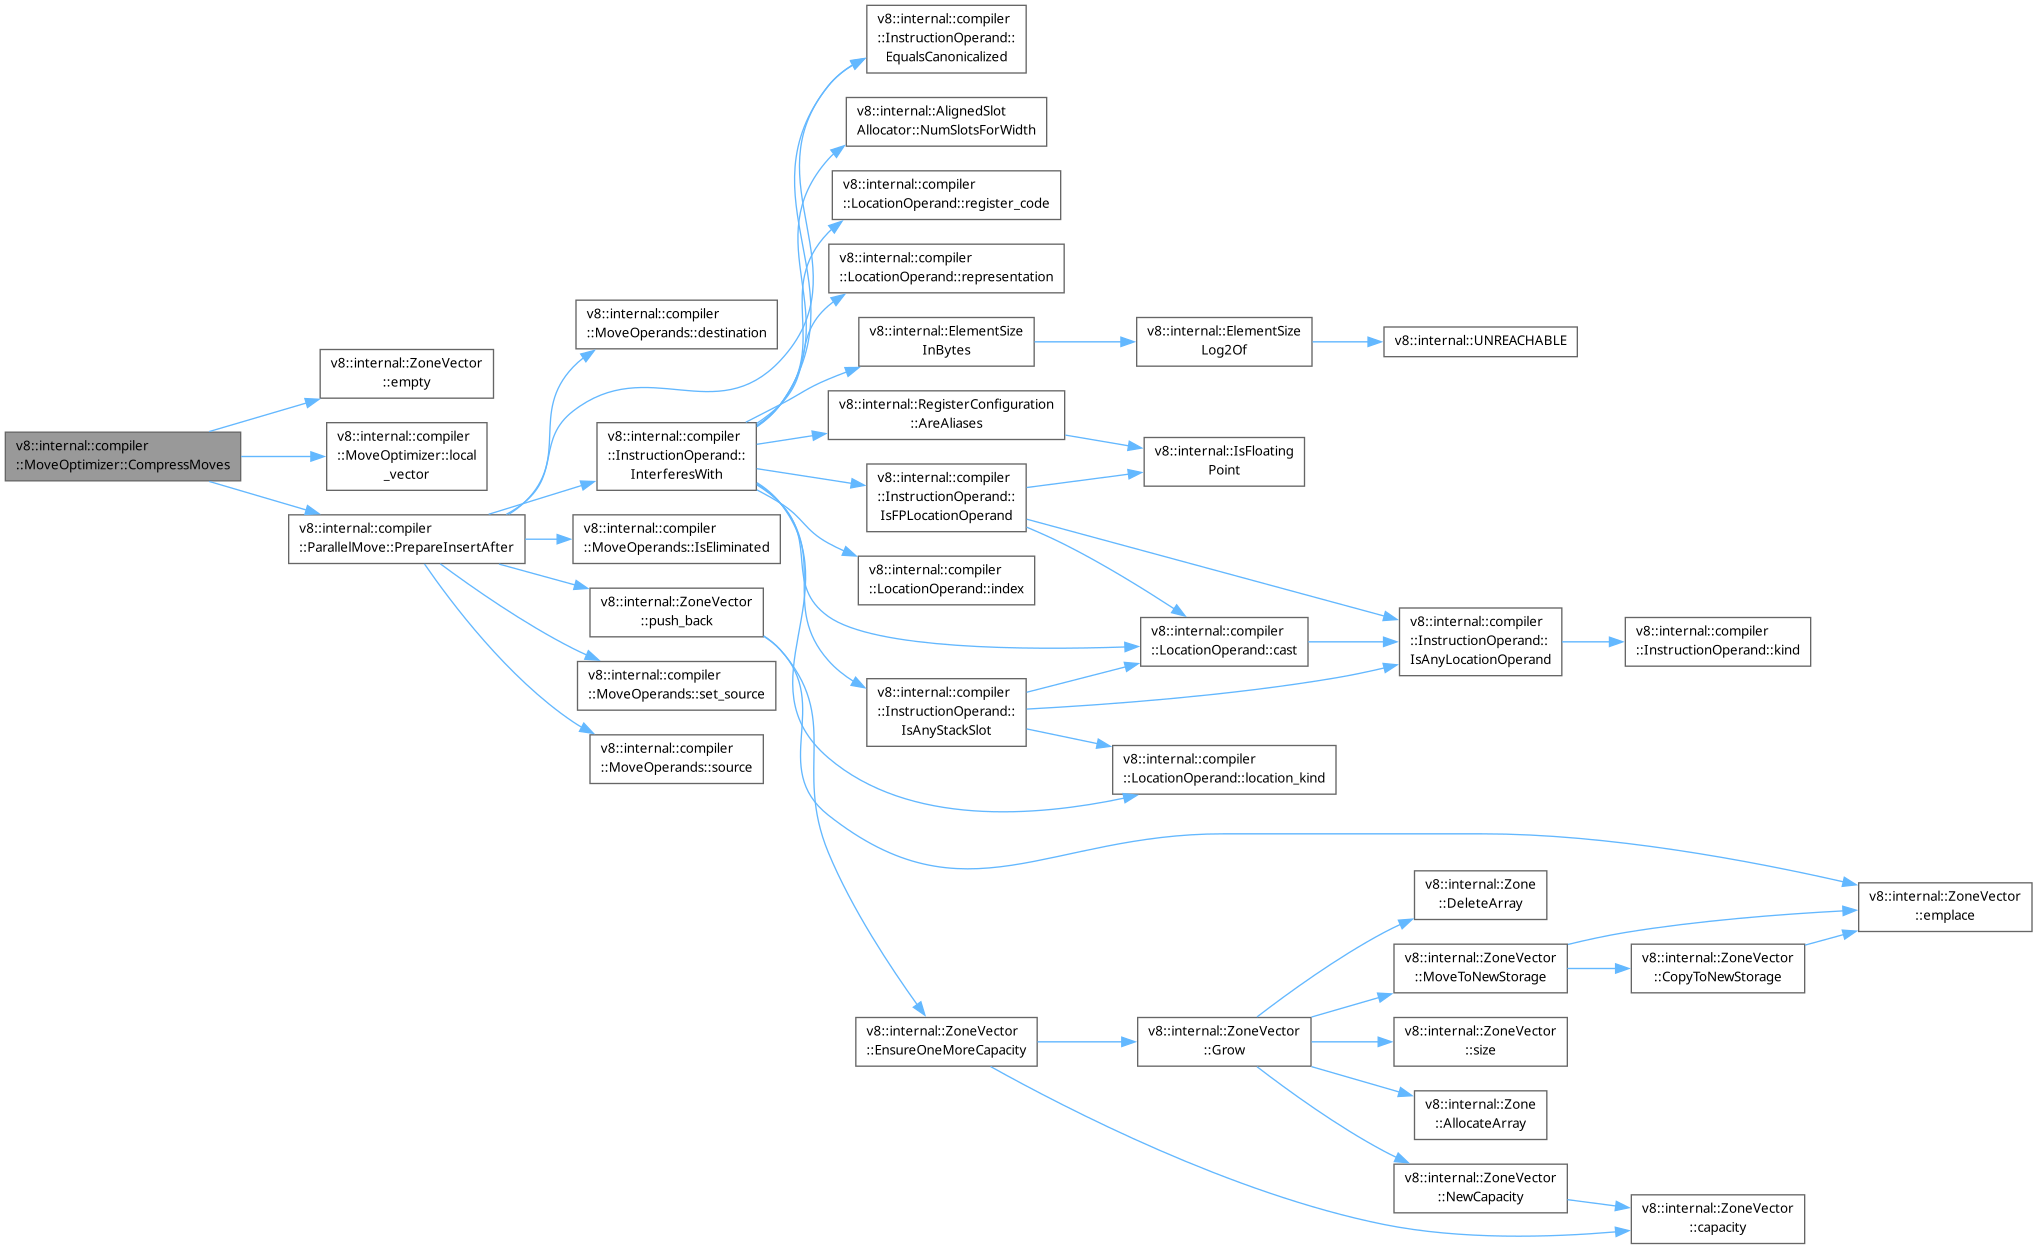 v8::internal::compiler
::MoveOptimizer::CompressMoves
v8::internal::ZoneVector
::empty
v8::internal::compiler
::MoveOptimizer::local
_vector
v8::internal::compiler
::ParallelMove::PrepareInsertAfter
v8::internal::compiler
::MoveOperands::destination
v8::internal::compiler
::InstructionOperand::
InterferesWith
v8::internal::compiler
::MoveOperands::IsEliminated
v8::internal::ZoneVector
::push_back
v8::internal::compiler
::MoveOperands::set_source
v8::internal::compiler
::MoveOperands::source
v8::internal::compiler
::InstructionOperand::
EqualsCanonicalized
v8::internal::AlignedSlot
Allocator::NumSlotsForWidth
v8::internal::compiler
::LocationOperand::register_code
v8::internal::compiler
::LocationOperand::representation
v8::internal::ElementSize
InBytes
v8::internal::RegisterConfiguration
::AreAliases
v8::internal::compiler
::InstructionOperand::
IsFPLocationOperand
v8::internal::compiler
::LocationOperand::index
v8::internal::compiler
::InstructionOperand::
IsAnyStackSlot
v8::internal::ZoneVector
::EnsureOneMoreCapacity
v8::internal::ElementSize
Log2Of
v8::internal::IsFloating
Point
v8::internal::compiler
::LocationOperand::cast
v8::internal::compiler
::LocationOperand::location_kind
v8::internal::ZoneVector
::Grow
v8::internal::UNREACHABLE
v8::internal::compiler
::InstructionOperand::
IsAnyLocationOperand
v8::internal::Zone
::DeleteArray
v8::internal::ZoneVector
::MoveToNewStorage
v8::internal::ZoneVector
::size
v8::internal::Zone
::AllocateArray
v8::internal::ZoneVector
::NewCapacity
v8::internal::compiler
::InstructionOperand::kind
v8::internal::ZoneVector
::CopyToNewStorage
v8::internal::ZoneVector
::capacity
v8::internal::ZoneVector
::emplace